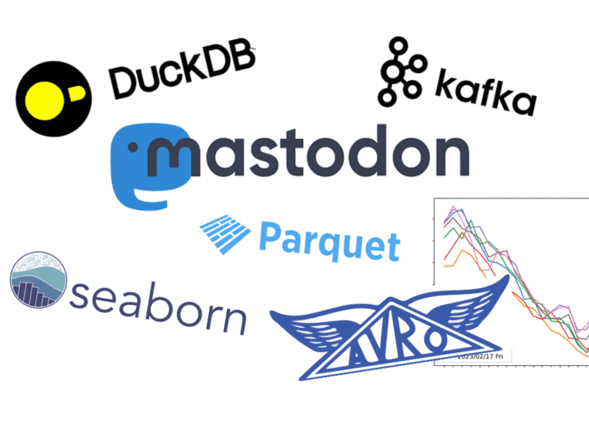 DuckDB
kafka
mastodon
Parquet
seaborn
AVRO
2023/02/17 Fri